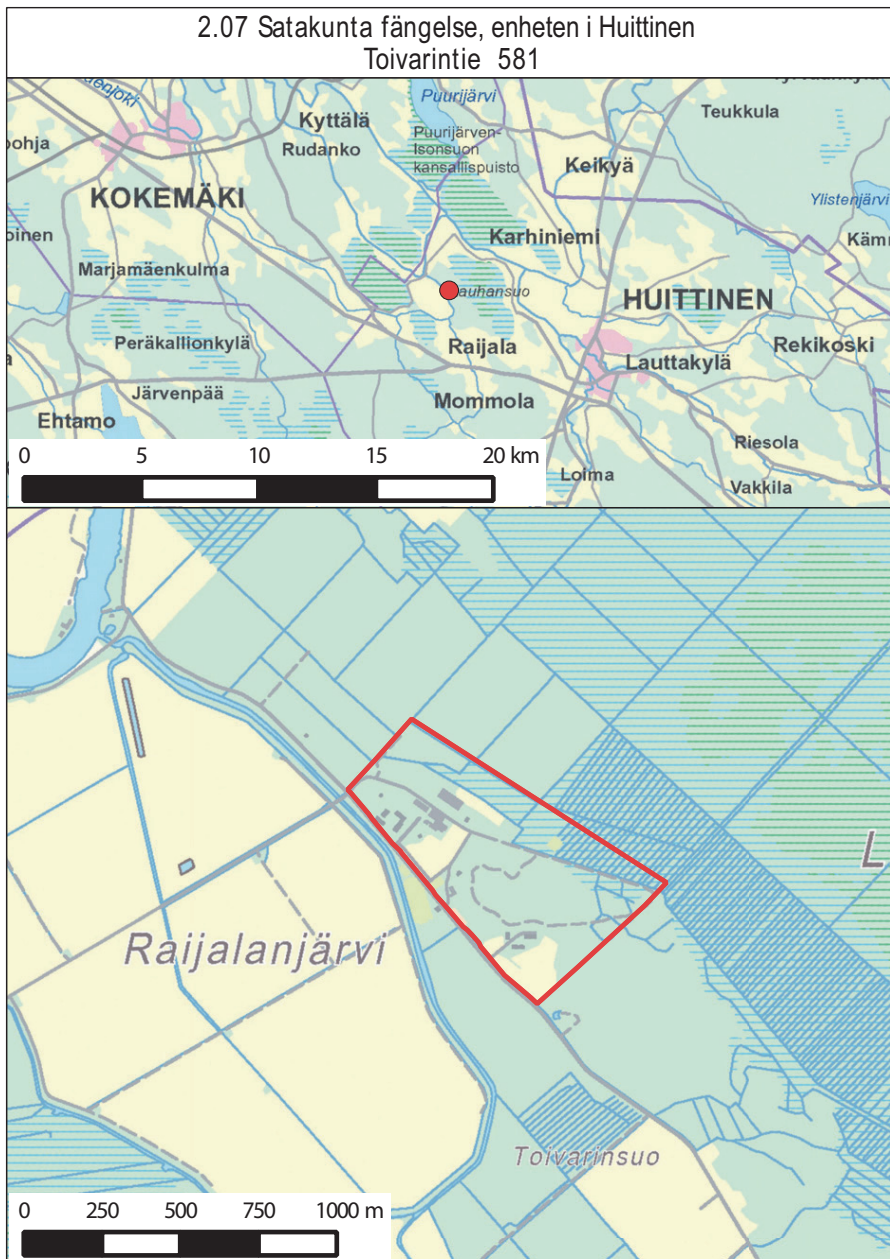 2.07 Satakunta fängelse, enheten i Huittinen
Toivarintie 581
Puurijärvi
Teukkula
Kyttälä
Rudanko
Puurijärven-
Isonsuon
kansallispuisto
Keikyä
KOKEMÄKI
Ylistenjärvi
Karhiniemi
Marjamäenkulma
auhansuo
HUITTINEN
Peräkallionkylä
Raijala
Lauttakylä
Rekikoski
Järvenpää
Mommola
Ehtamo
Riesola
Loima
Vakkila
0 5 10 15 20 km
L
Raijalanjärvi
Toivarinsuo
0 250 500 750 1000 m